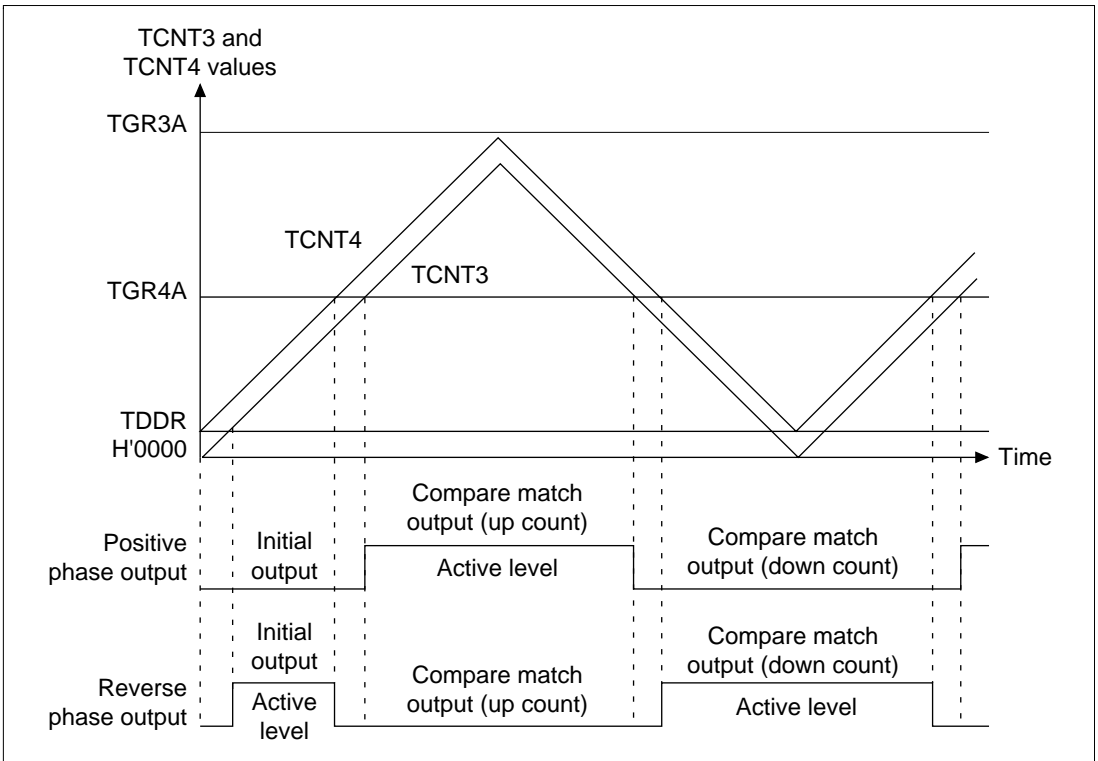 TCNT3 and
TCNT4 values
TGR3A
TCNT4
TCNT3
TGR4A
TDDR
H'0000
Time
Compare match
output (up count)
Positive
phase output
Initial
output
Active level
Compare match
output (down count)
Initial
output
Compare match
output (down count)
Reverse
phase output
Active
level
Compare match
output (up count)
Active level